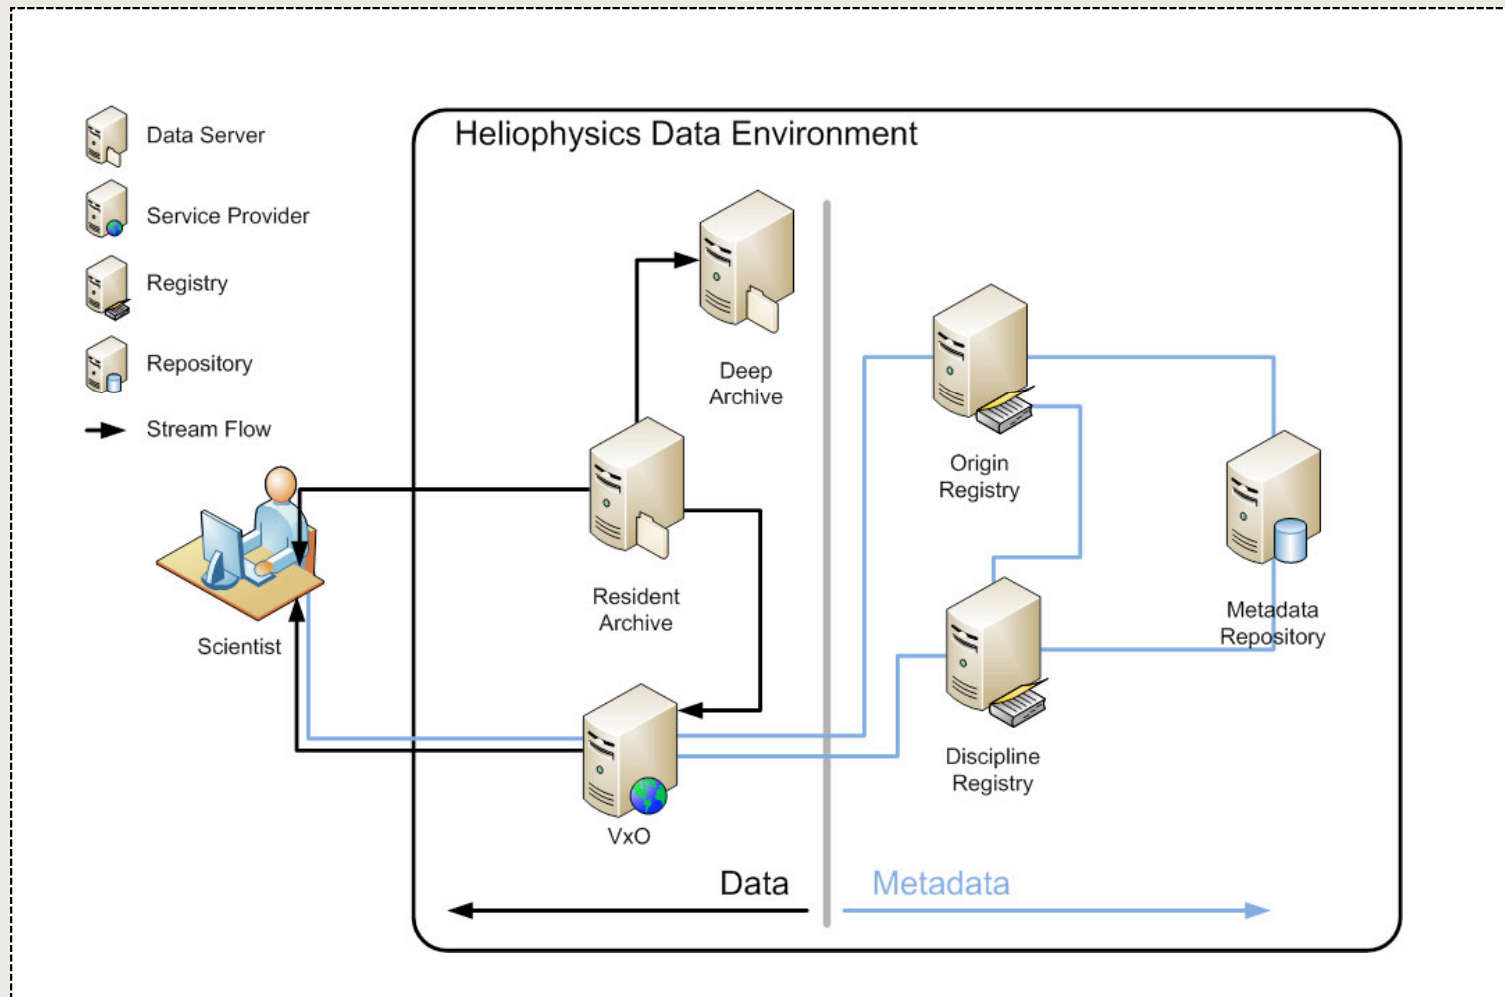 Heliophysics Data Environment
Data Server
Service Provider
Registry
Repository
Stream Flow
Deep
Archive
Origin
Registry
Resident
Archive
Metadata
Repository
Scientist
Discipline
Registry
VxO
Data
Metadata